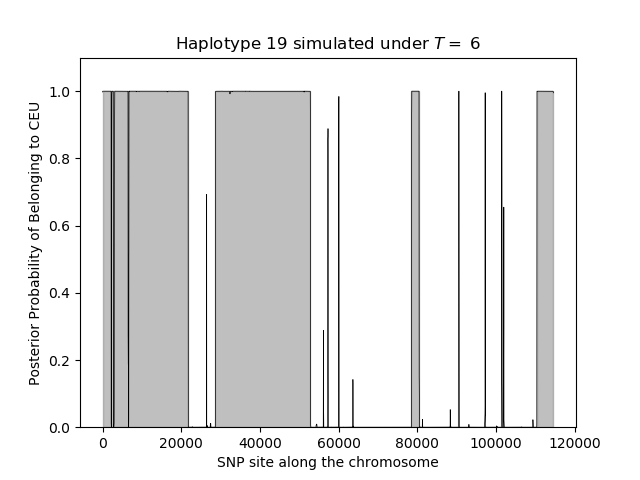 Haplotype 19 simulated under T = 6
Posterior Probability of Belonging to CEU
1.0
0.8
0.6
0.4
0.2
0.0
0 20000 40000 60000 80000 100000 120000
SNP site along the chromosome